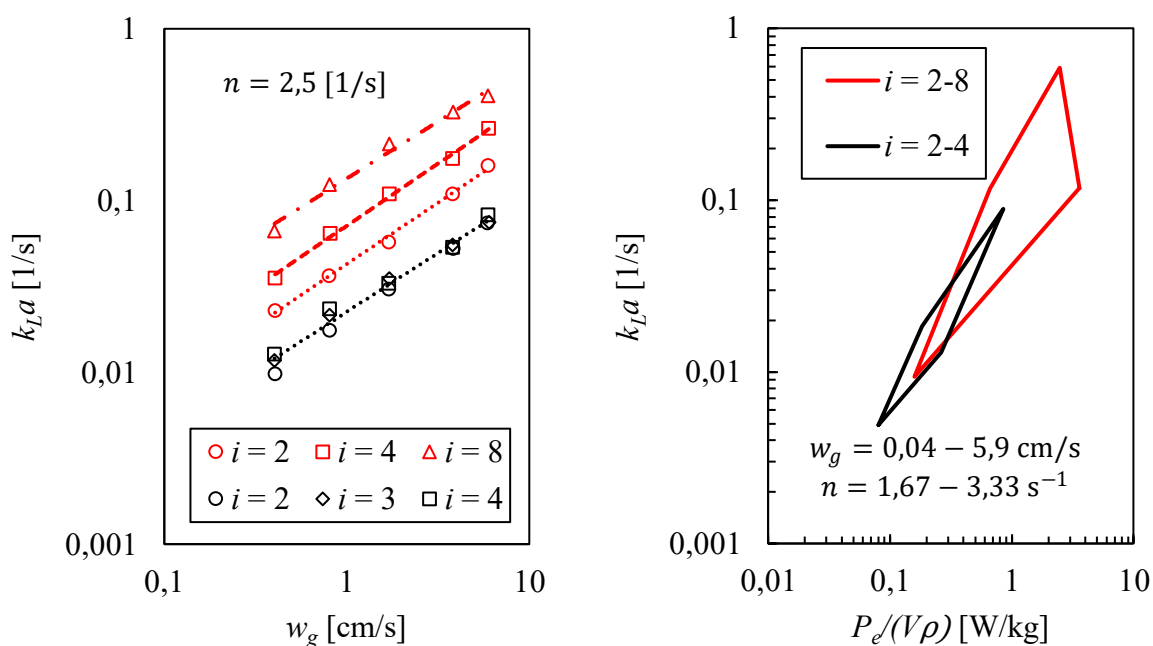 1
0,1
0,01
0,001
k_L a [1/s]
n = 2,5 [1/s]
i = 2 i = 4 i = 8
i = 2 i = 3 i = 4
0,1 1 10
w_g [cm/s]
1
0,1
0,01
0,001
k_L a [1/s]
i = 2-8
i = 2-4
w_g = 0,04 − 5,9 cm/s
n = 1,67 − 3,33 s⁻¹
0,01 0,1 1 10
P_e/(Vρ) [W/kg]